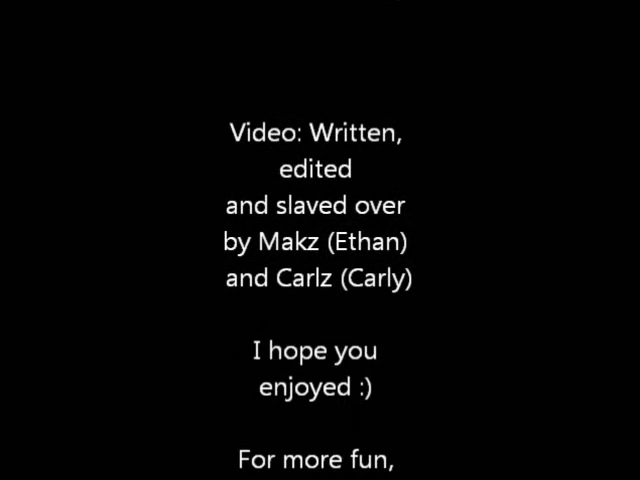 Video: Written,
edited
and slaved over
by Makz (Ethan)
and Carlz (Carly)
I hope you
enjoyed :)
For more fun,